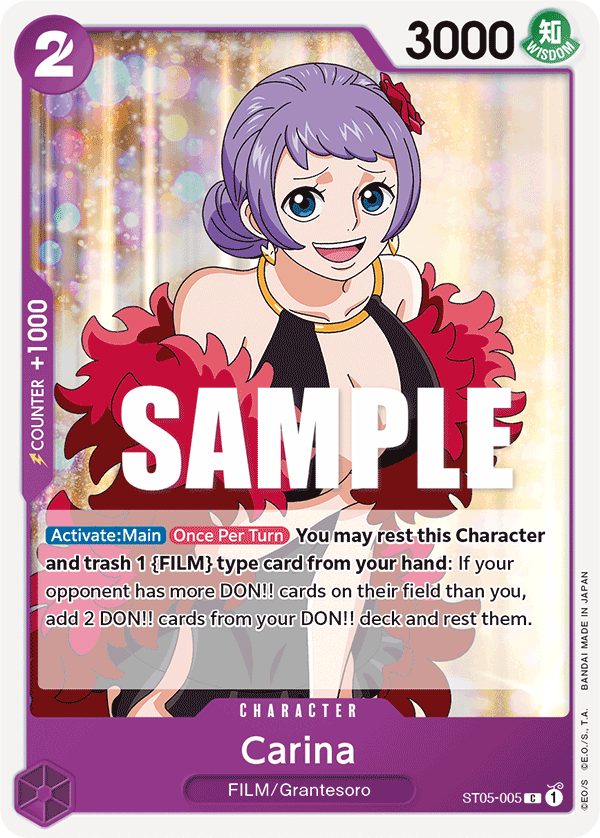 2
3000
知
WISDOM
COUNTER +1000
SAMPLE
Activate:Main Once Per Turn You may rest this Character
and trash 1 {FILM} type card from your hand: If your
opponent has more DON!! cards on their field than you,
add 2 DON!! cards from your DON!! deck and rest them.
CHARACTER
Carina
FILM/Grantesoro
ST05-005 C 1
©EO/S ©E.O./S., T.A. BANDAI MADE IN JAPAN